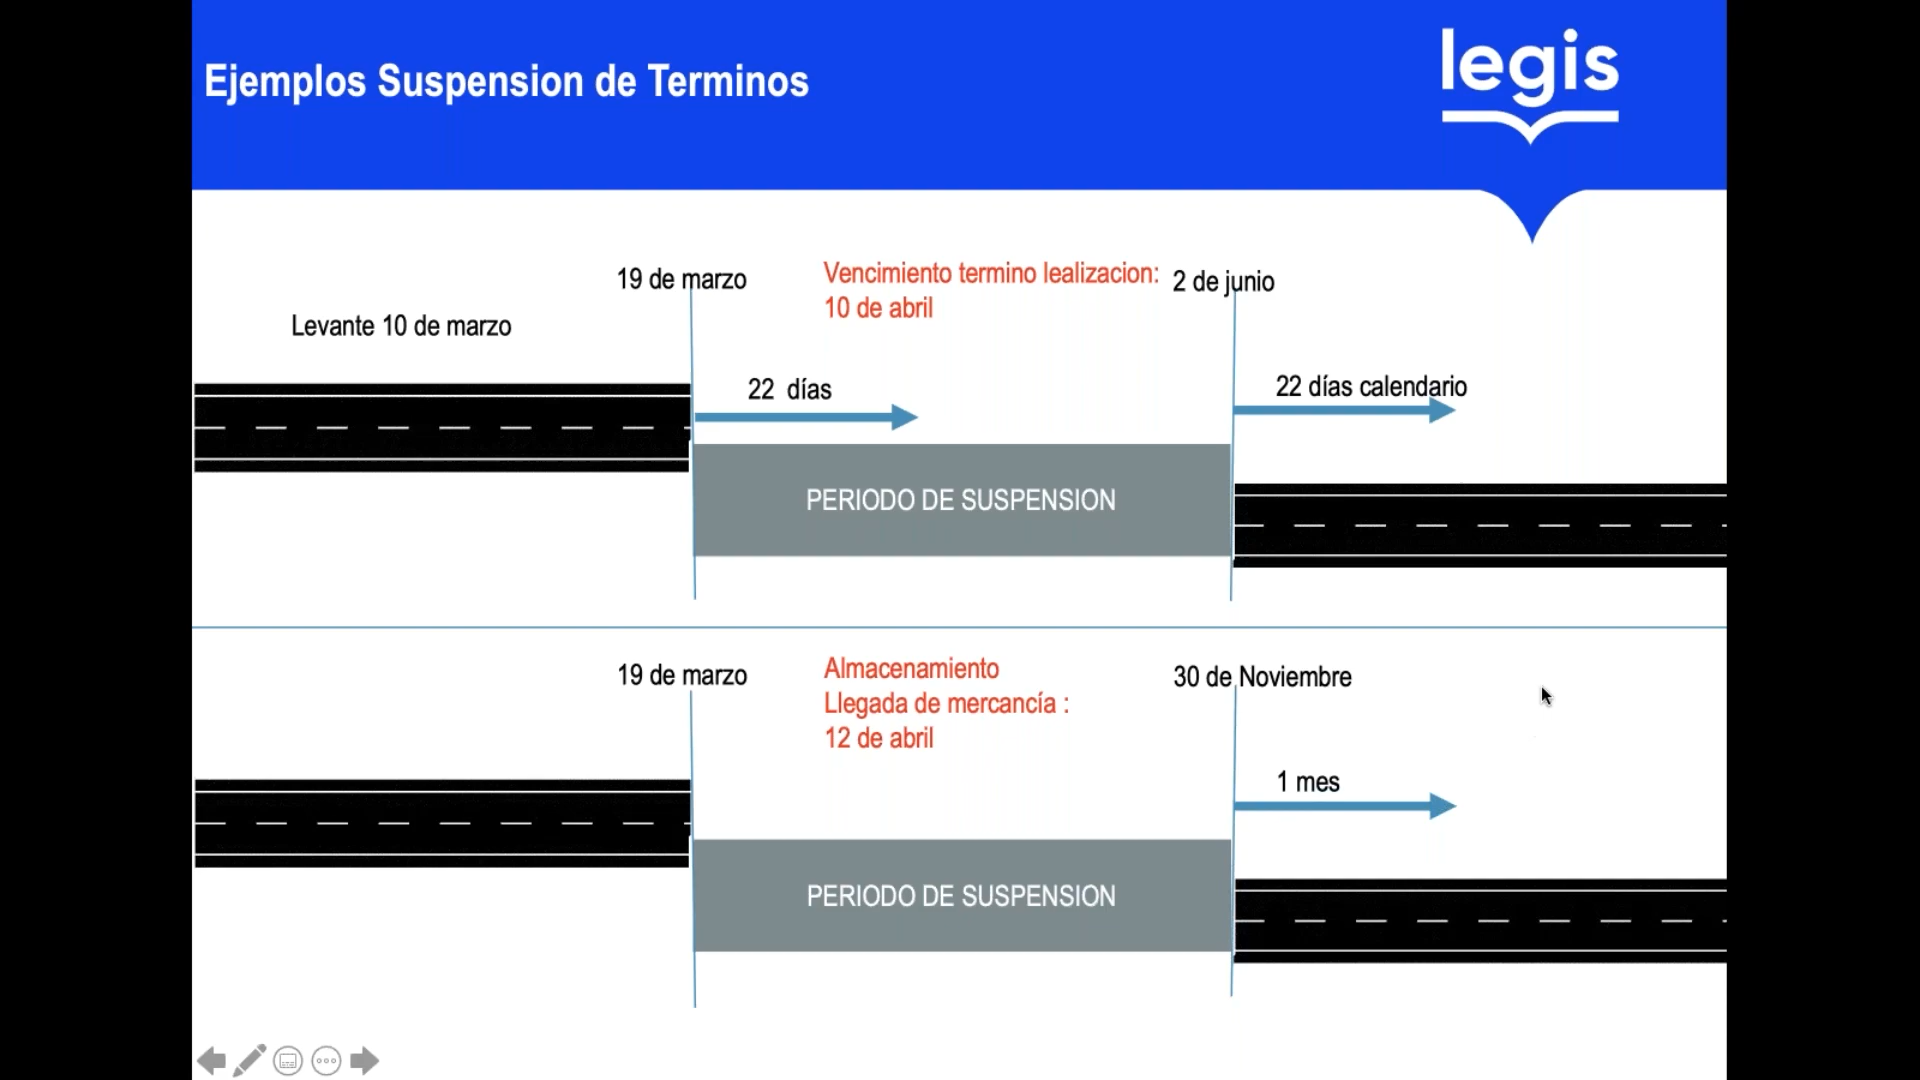 Ejemplos Suspension de Terminos
legis
19 de marzo
Vencimiento termino lealizacion:
10 de abril
2 de junio
Levante 10 de marzo
22 días
22 días calendario
PERIODO DE SUSPENSION
19 de marzo
Almacenamiento
Llegada de mercancía :
12 de abril
30 de Noviembre
1 mes
PERIODO DE SUSPENSION